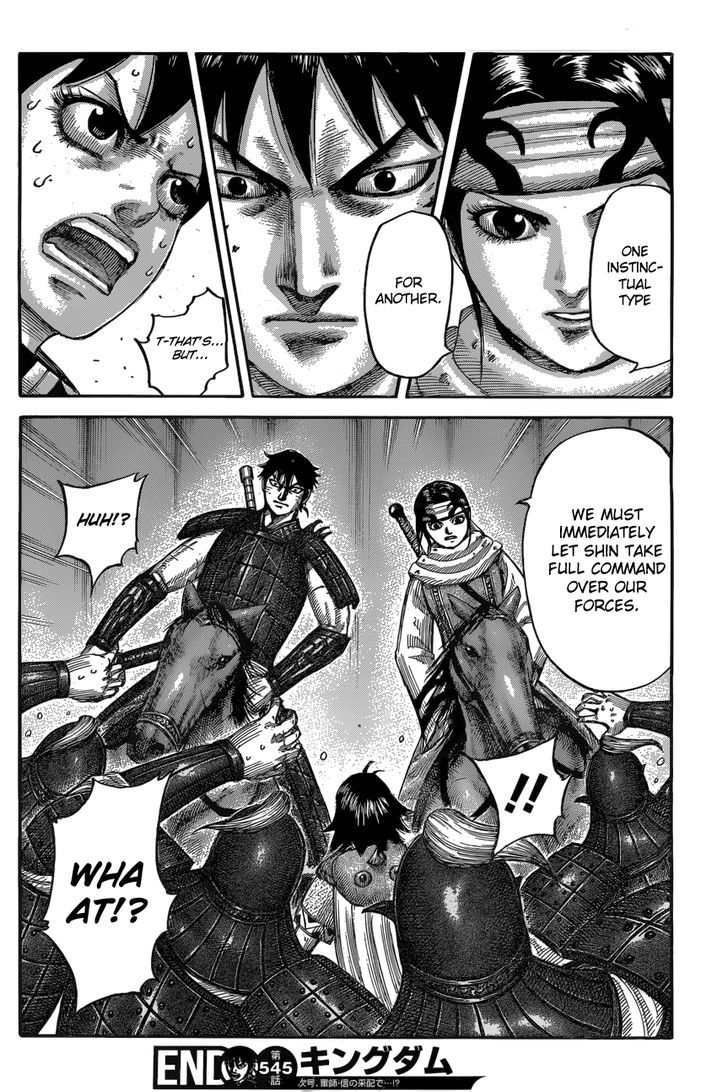 ONE
INSTINC-
TUAL
TYPE
FOR
ANOTHER.
T-THAT'S...
BUT...
WE MUST
IMMEDIATELY
LET SHIN TAKE
FULL COMMAND
OVER OUR
FORCES.
HUH!?
!!
WHA
AT!?
END 第545話 キングダム
次号、軍師・信の采配で…!?